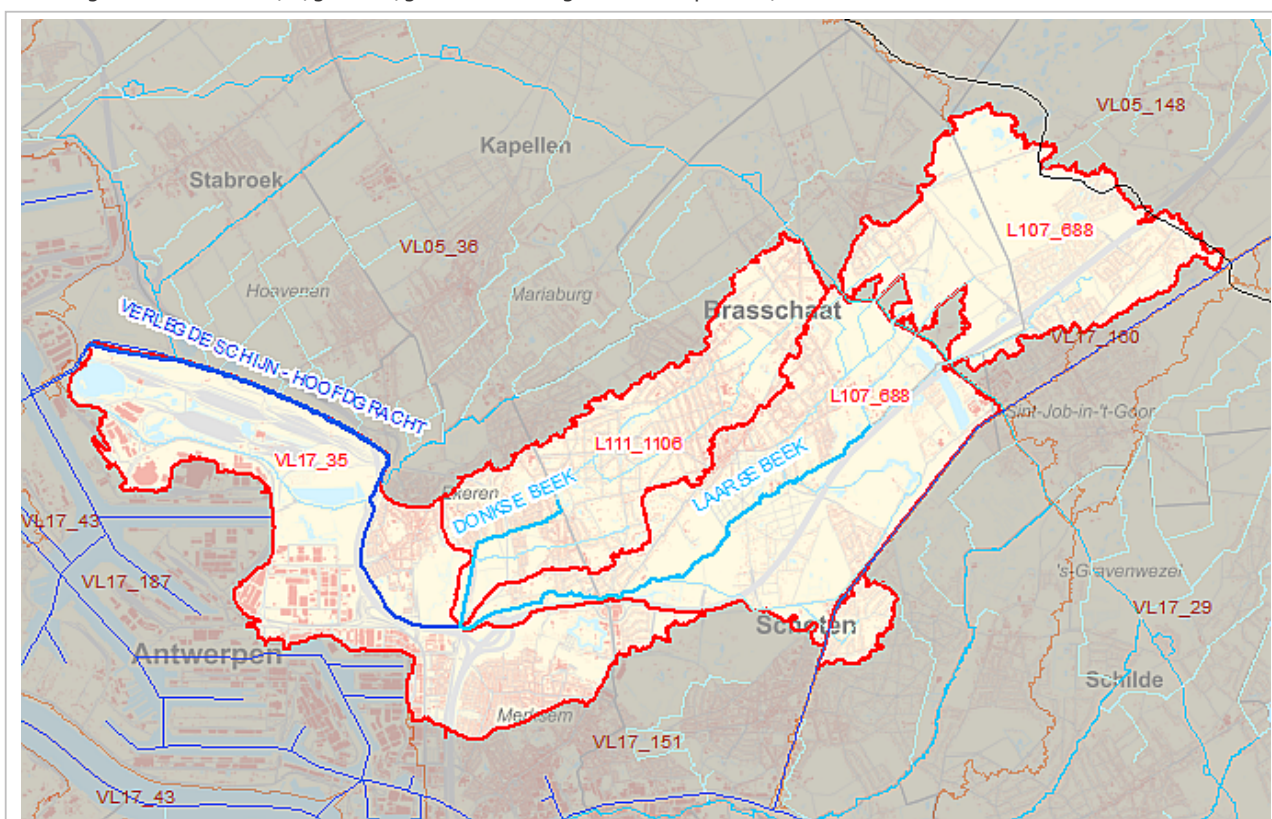 VL05_148
Kapellen
Stabroek
L107_688
VL05_36
Hoavenen
Mariaburg
Brasschaat
VERLEGDE SCHIJN - HOOFDGRACHT
VL17_160
L107_688
Sint-Job-in-'t-Goor
L111_1106
VL17_35
LAARSE BEEK
Ekeren
DONKSE BEEK
VL17_43
's-Gravenwezel
VL17_187
VL17_29
Schoten
Antwerpen
Schilde
Merksem
VL17_151
VL17_43